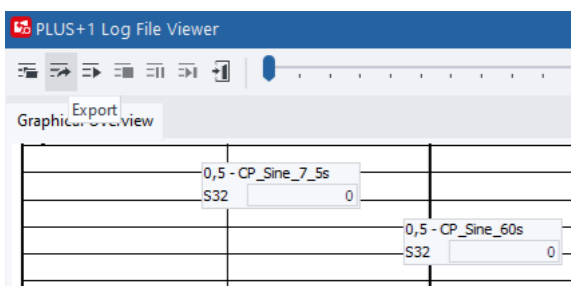 PLUS+1 Log File Viewer
Export
Graphical Overview
0,5 - CP_Sine_7_5s
S32 0
0,5 - CP_Sine_60s
S32 0